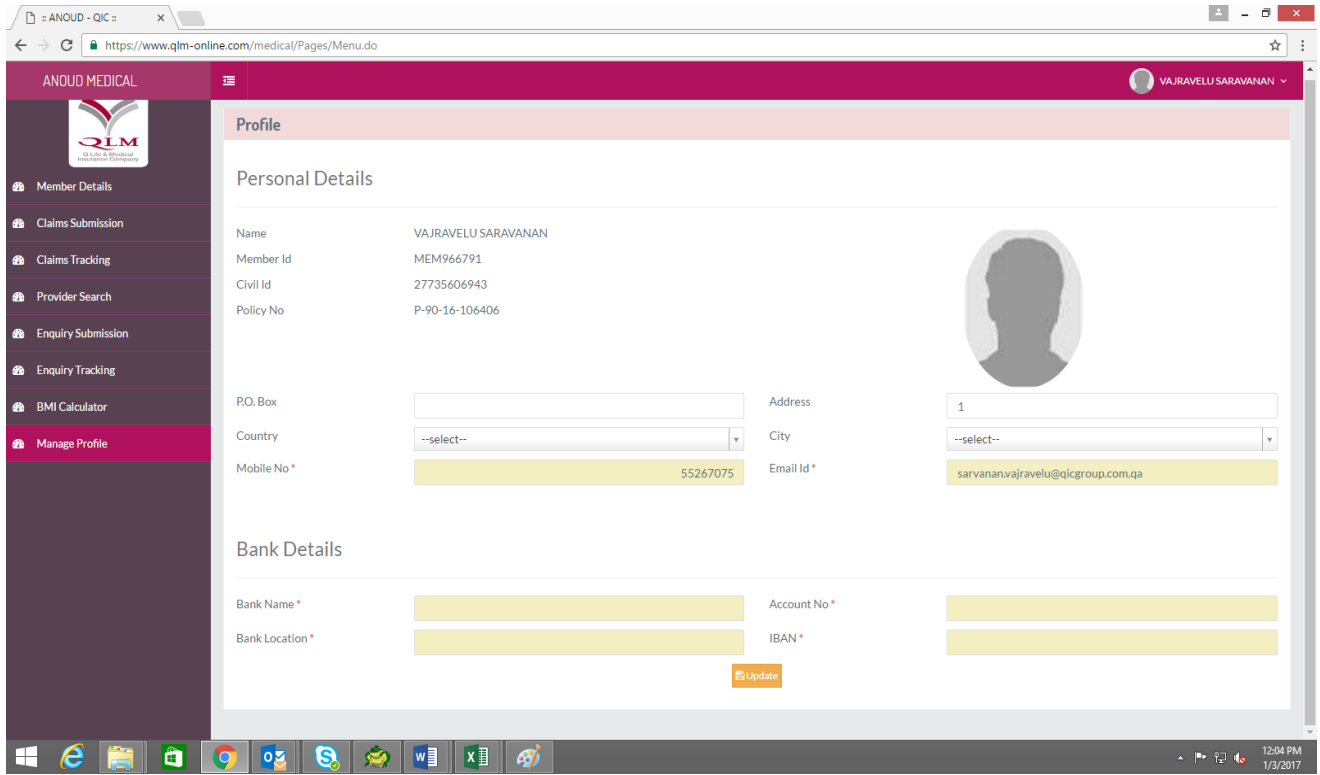 :: ANOUD - QIC ::
https://www.qlm-online.com/medical/Pages/Menu.do
ANOUD MEDICAL
VAJRAVELU SARAVANAN
QLM
Q Life & Medical
Insurance Company
Member Details
Claims Submission
Claims Tracking
Provider Search
Enquiry Submission
Enquiry Tracking
BMI Calculator
Manage Profile
Profile
Personal Details
Name VAJRAVELU SARAVANAN
Member Id MEM966791
Civil Id 27735606943
Policy No P-90-16-106406
P.O. Box Address 1
Country --select-- City --select--
Mobile No * 55267075 Email Id * sarvanan.vajravelu@qicgroup.com.qa
Bank Details
Bank Name * Account No *
Bank Location * IBAN *
Update
12:04 PM
1/3/2017